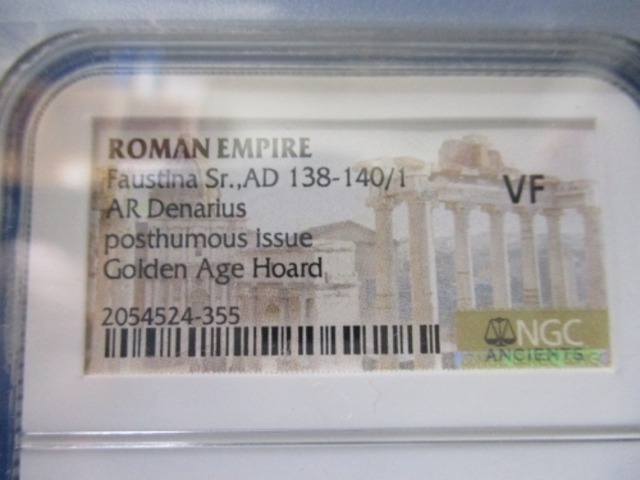 ROMAN EMPIRE
Faustina Sr.,AD 138-140/1
AR Denarius
VF
posthumous issue
Golden Age Hoard
2054524-355
NGC
ANCIENTS